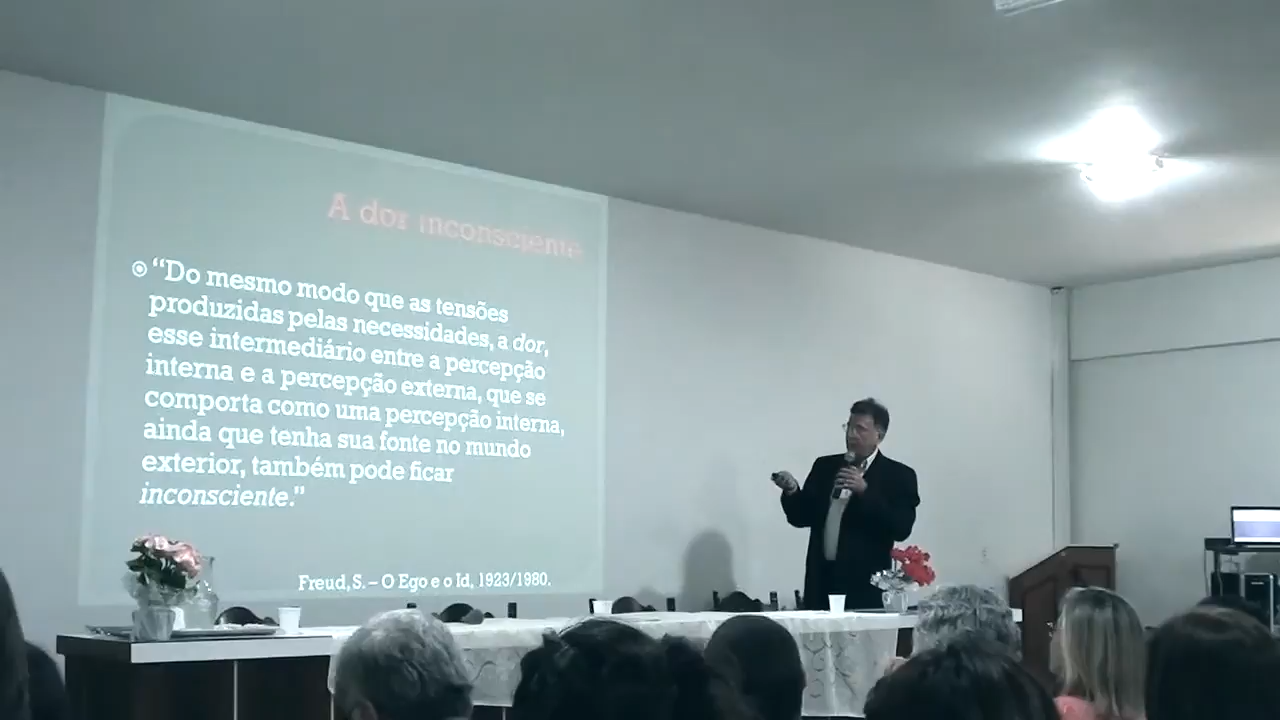 A dor inconsciente
“Do mesmo modo que as tensões
produzidas pelas necessidades, a dor,
esse intermediário entre a percepção
interna e a percepção externa, que se
comporta como uma percepção interna,
ainda que tenha sua fonte no mundo
exterior, também pode ficar
inconsciente.”
Freud,S. – O Ego e o Id, 1923/1980.